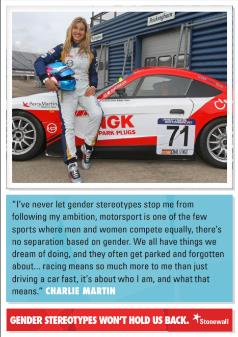 Rockingham
NGK
PARK PLUGS
71
"I've never let gender stereotypes stop me from
following my ambition, motorsport is one of the few
sports where men and women compete equally, there's
no separation based on gender. We all have things we
dream of doing, and they often get parked and forgotten
about... racing means so much more to me than just
driving a car fast, it's about who I am, and what that
means." CHARLIE MARTIN
GENDER STEREOTYPES WON'T HOLD US BACK. Stonewall